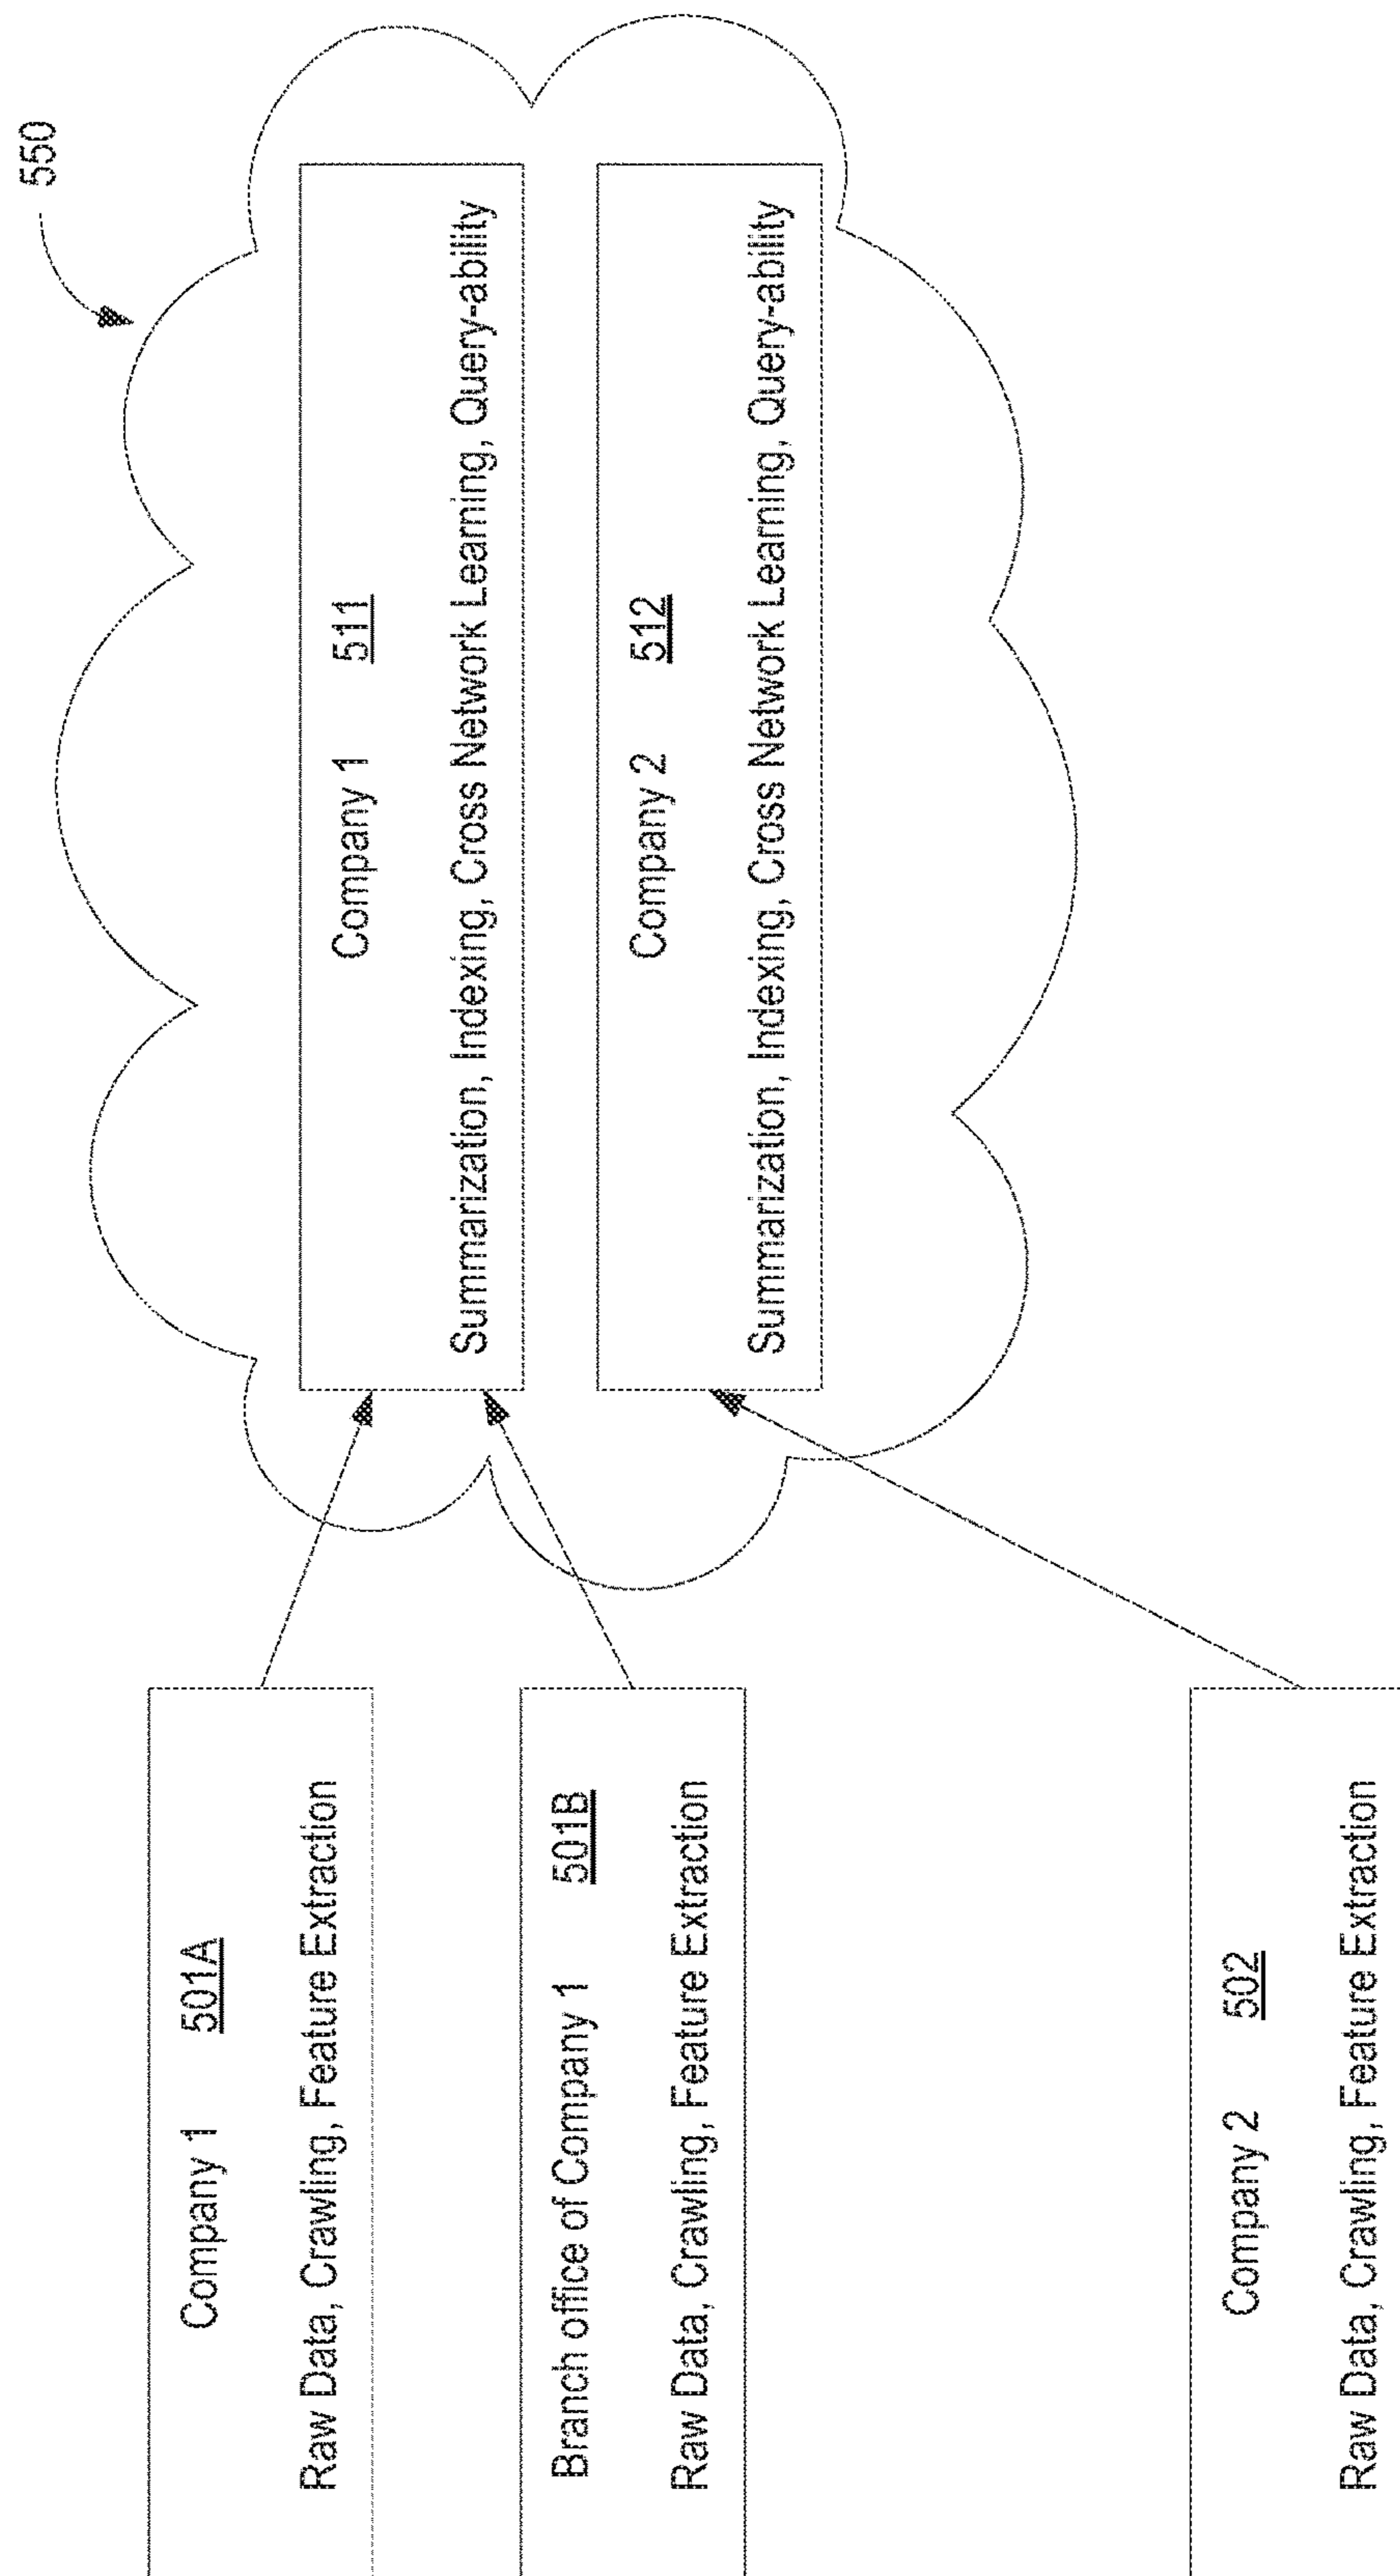 550
Company 1 511
Summarization, Indexing, Cross Network Learning, Query-ability
Company 2 512
Summarization, Indexing, Cross Network Learning, Query-ability
Company 1 501A
Raw Data, Crawling, Feature Extraction
Branch office of Company 1 501B
Raw Data, Crawling, Feature Extraction
Company 2 502
Raw Data, Crawling, Feature Extraction